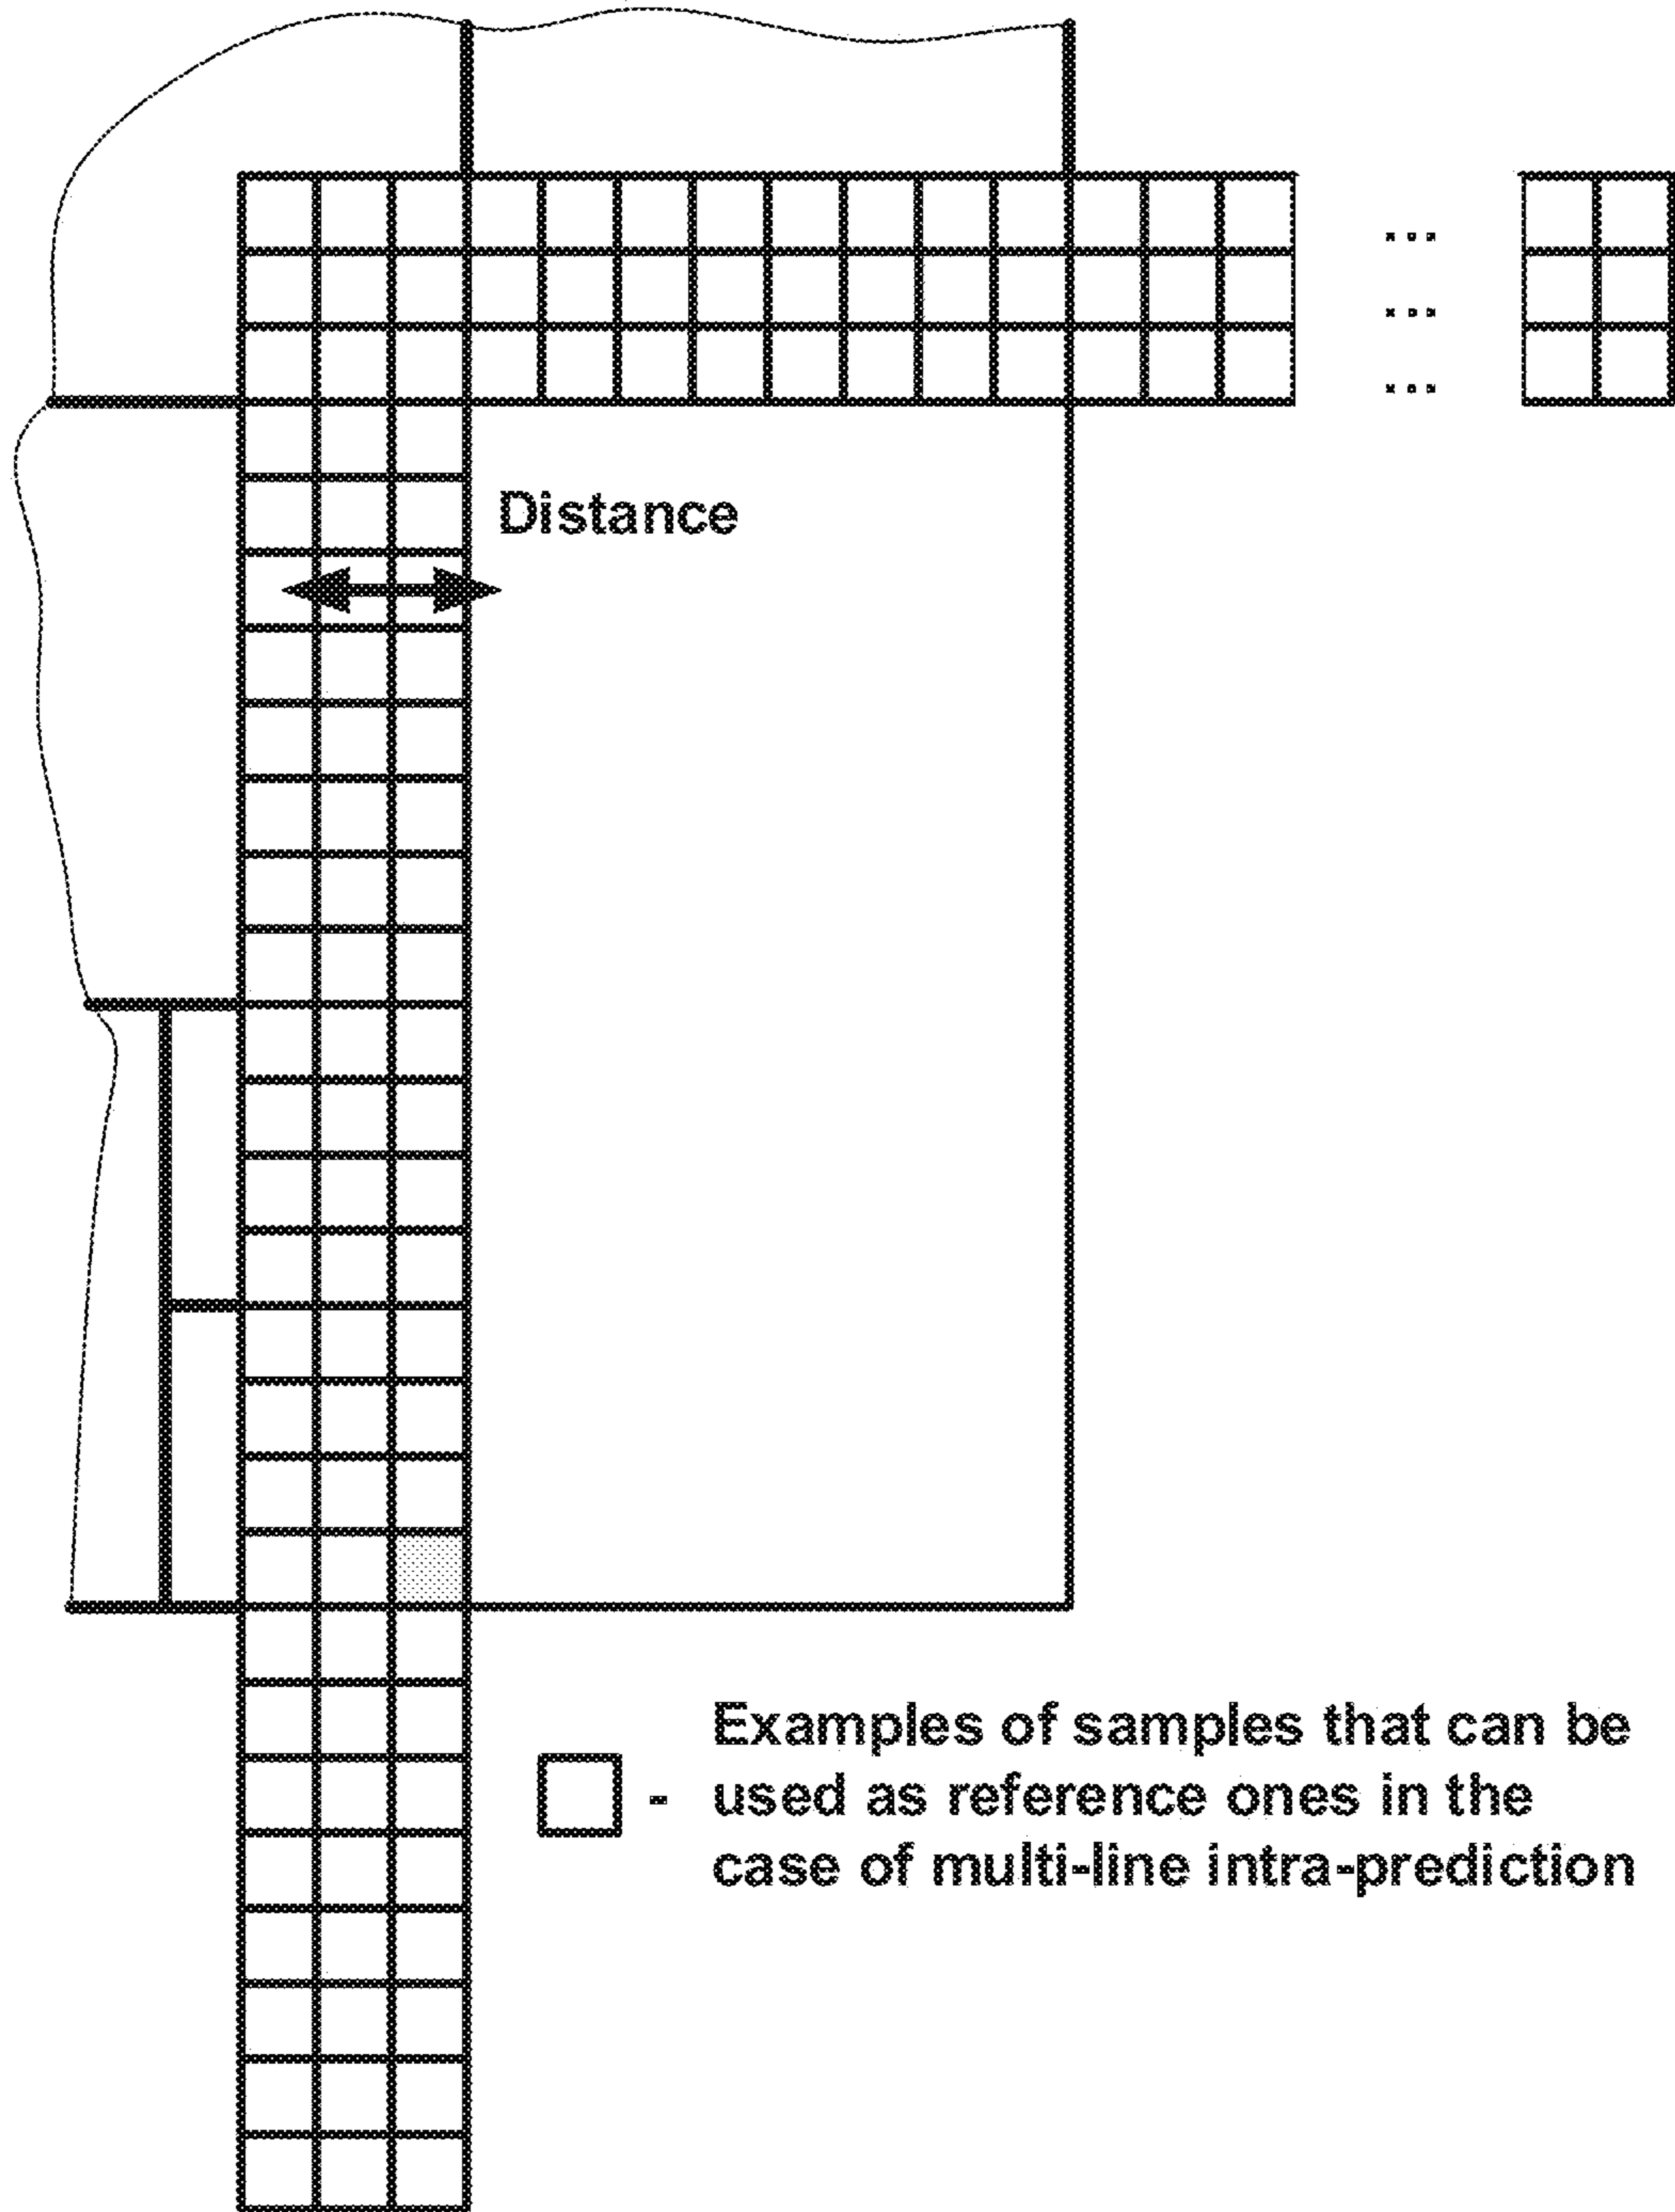 ...
...
...
Distance
- Examples of samples that can be
used as reference ones in the
case of multi-line intra-prediction